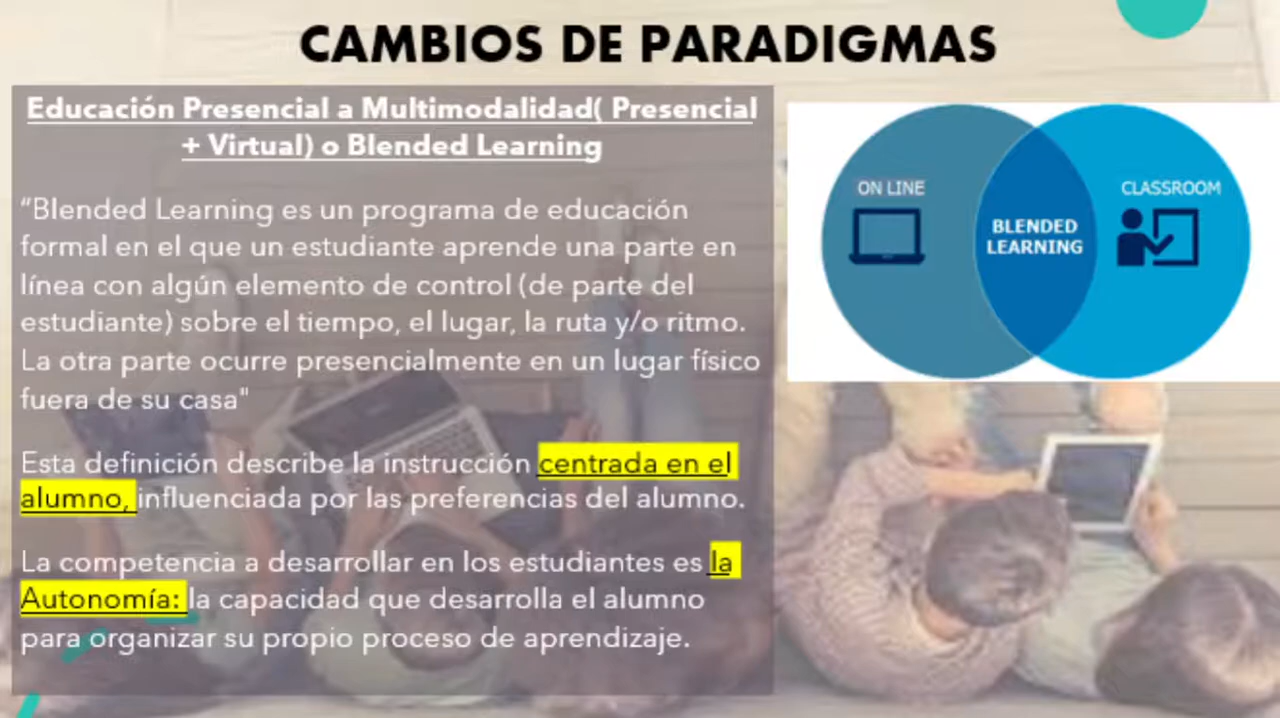 CAMBIOS DE PARADIGMAS
Educación Presencial a Multimodalidad( Presencial
+ Virtual) o Blended Learning
“Blended Learning es un programa de educación
formal en el que un estudiante aprende una parte en
línea con algún elemento de control (de parte del
estudiante) sobre el tiempo, el lugar, la ruta y/o ritmo.
La otra parte ocurre presencialmente en un lugar físico
fuera de su casa"
Esta definición describe la instrucción centrada en el
alumno, influenciada por las preferencias del alumno.
La competencia a desarrollar en los estudiantes es la
Autonomía: la capacidad que desarrolla el alumno
para organizar su propio proceso de aprendizaje.
ON LINE
BLENDED
LEARNING
CLASSROOM